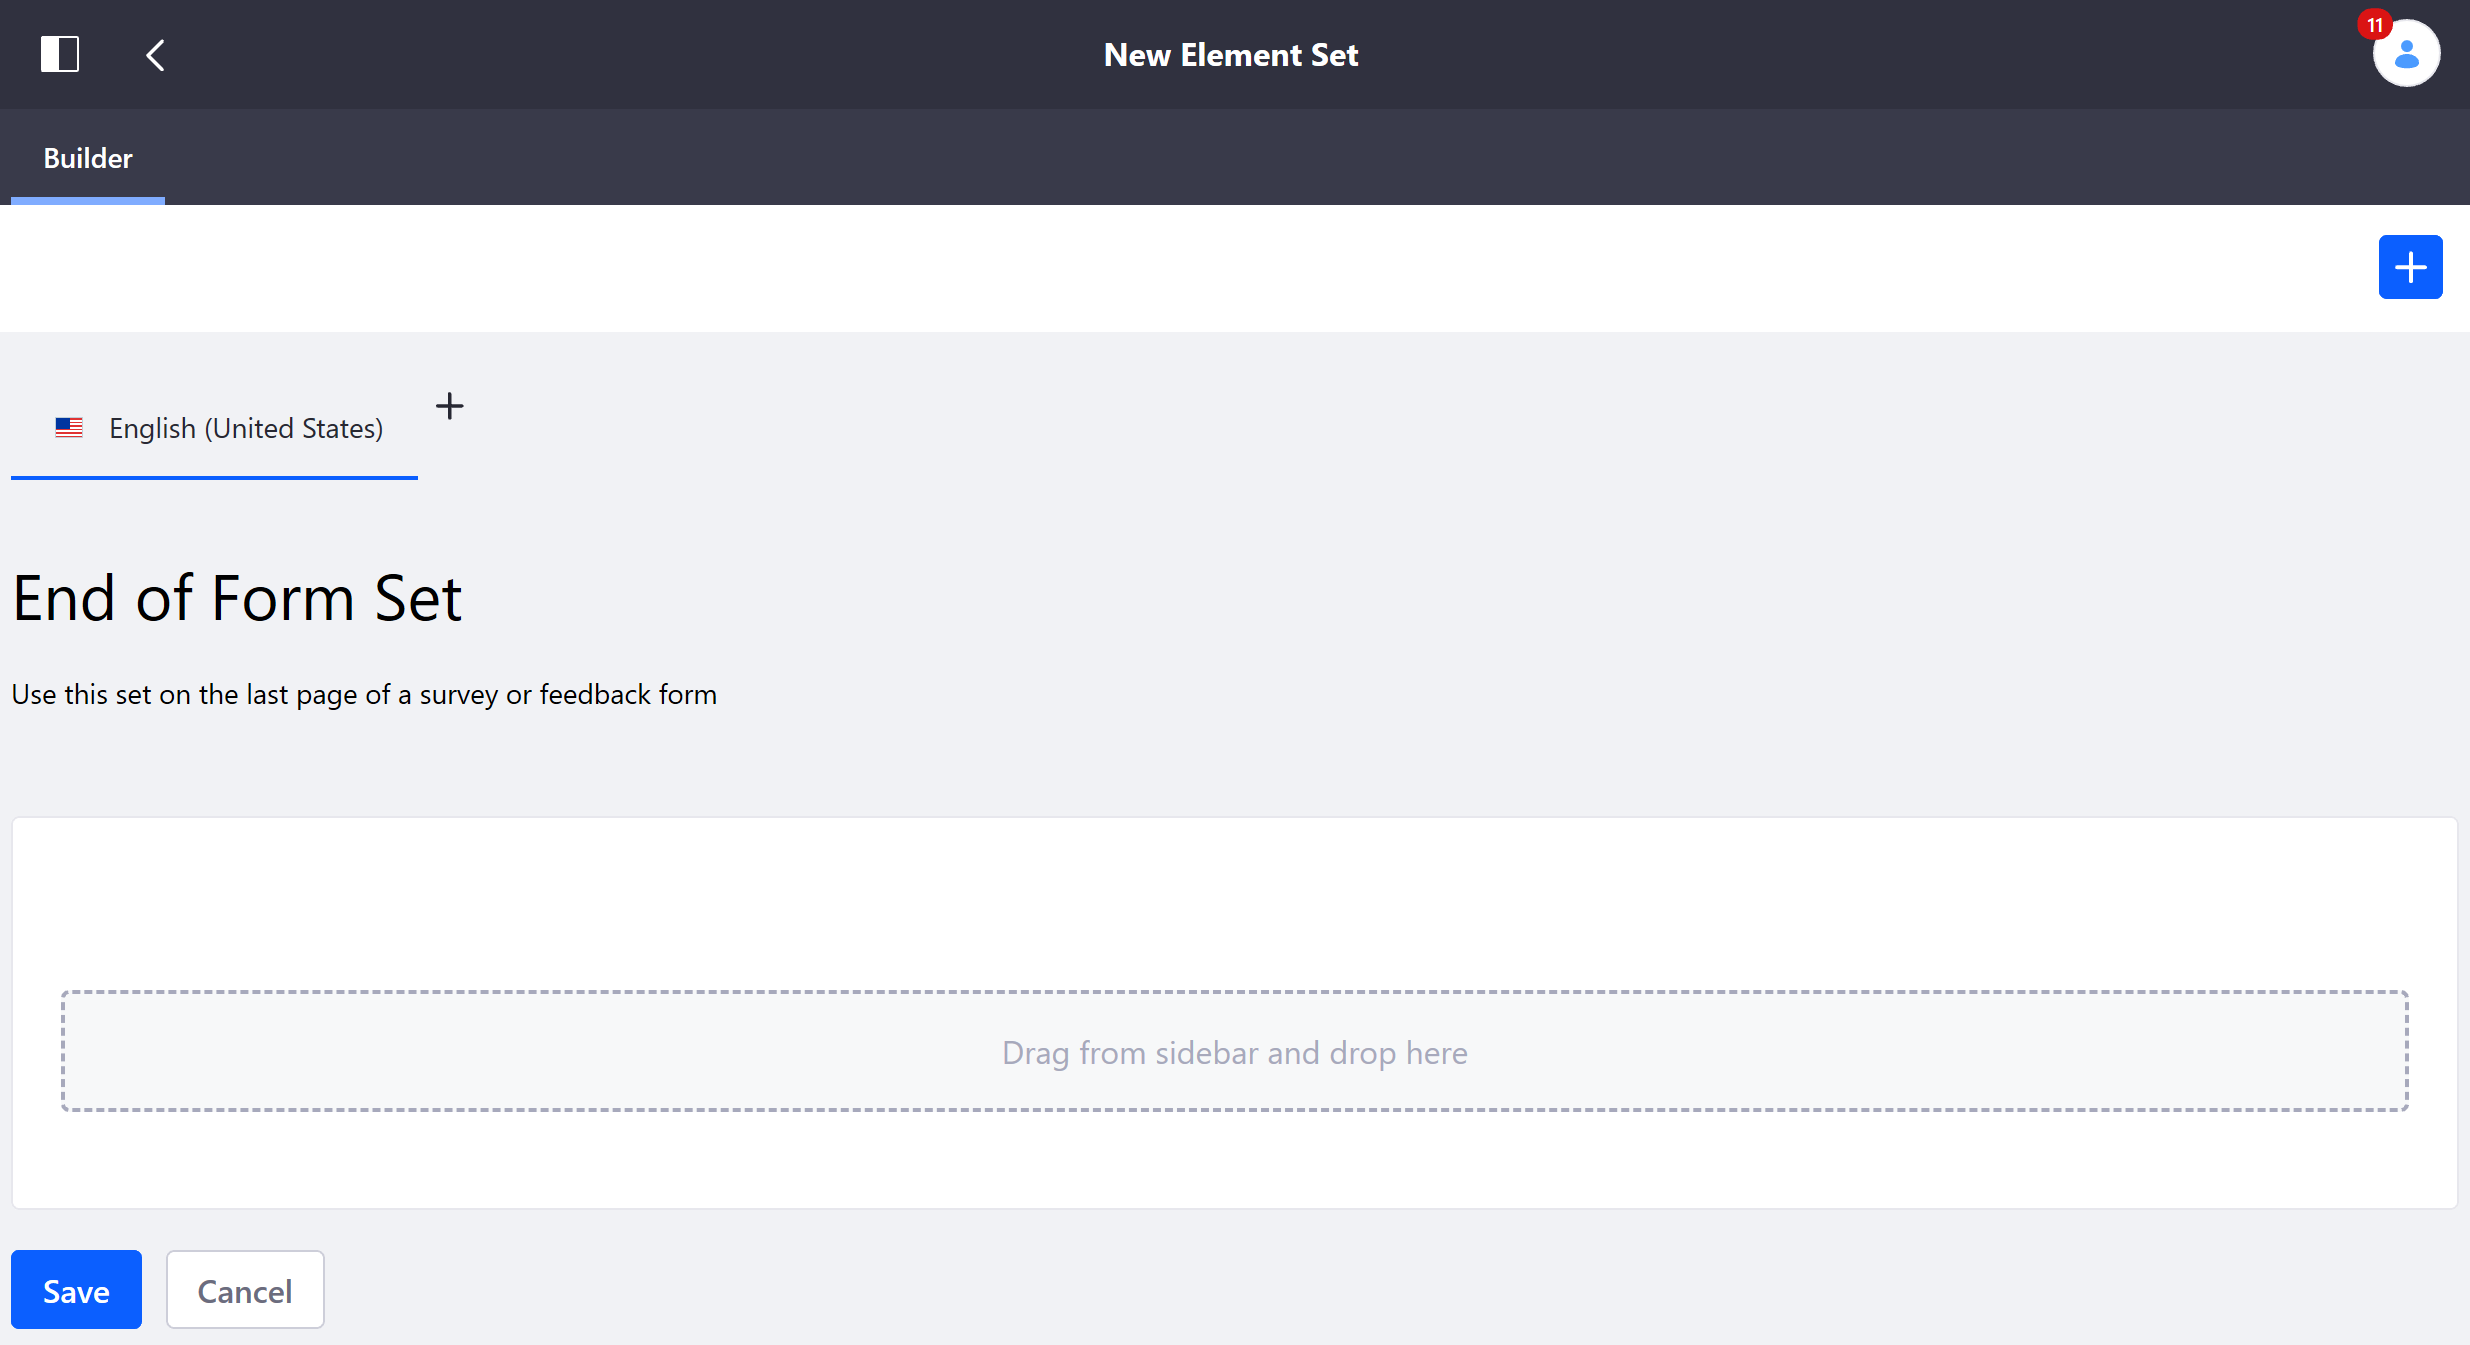 New Element Set
11
Builder
English (United States)
End of Form Set
Use this set on the last page of a survey or feedback form
Drag from sidebar and drop here
Save
Cancel